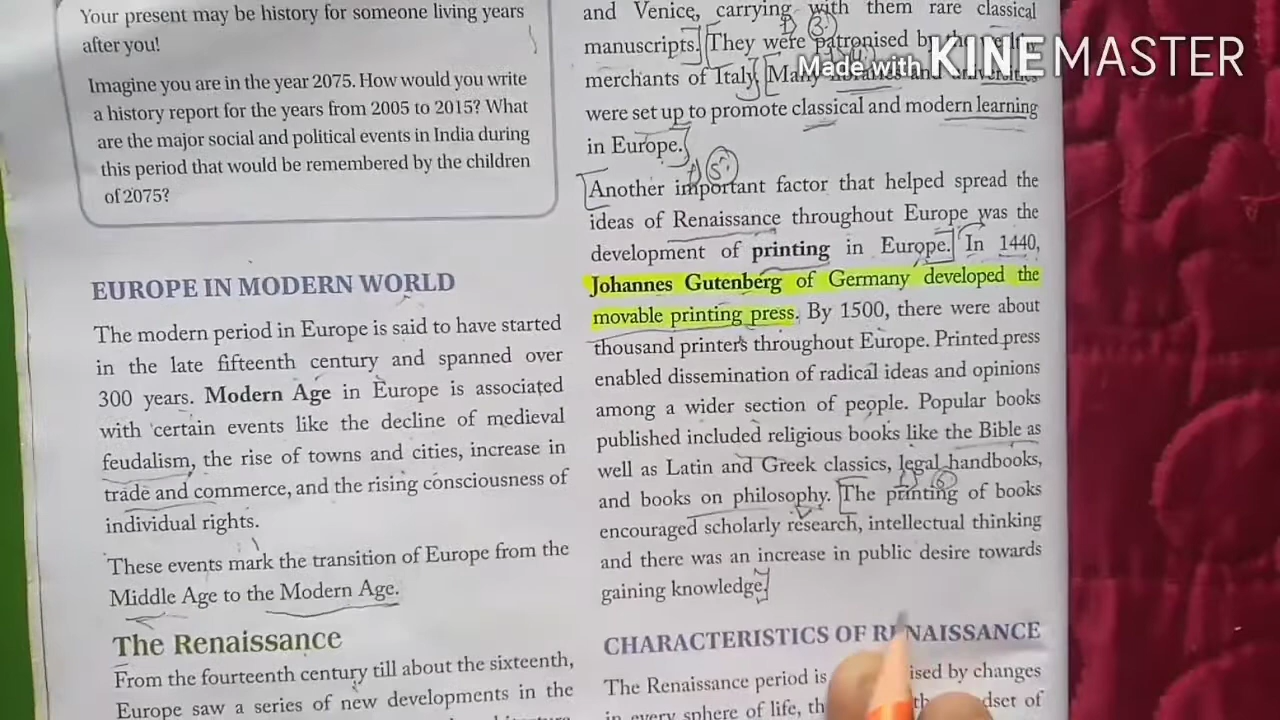 Your present may be history for someone living years
after you!
Imagine you are in the year 2075. How would you write
a history report for the years from 2005 to 2015? What
are the major social and political events in India during
this period that would be remembered by the children
of 2075?
EUROPE IN MODERN WORLD
The modern period in Europe is said to have started
in the late fifteenth century and spanned over
300 years. Modern Age in Europe is associated
with certain events like the decline of medieval
feudalism, the rise of towns and cities, increase in
trade and commerce, and the rising consciousness of
individual rights.
These events mark the transition of Europe from the
Middle Age to the Modern Age.
The Renaissance
From the fourteenth century till about the sixteenth,
Europe saw a series of new developments in the
and Venice, carrying with them rare classical
manuscripts. They were patronised by
merchants of Italy. Many and universities
were set up to promote classical and modern learning
in Europe.
Another important factor that helped spread the
ideas of Renaissance throughout Europe was the
development of printing in Europe. In 1440,
Johannes Gutenberg of Germany developed the
movable printing press. By 1500, there were about
thousand printers throughout Europe. Printed press
enabled dissemination of radical ideas and opinions
among a wider section of people. Popular books
published included religious books like the Bible as
well as Latin and Greek classics, legal handbooks,
and books on philosophy. The printing of books
encouraged scholarly research, intellectual thinking
and there was an increase in public desire towards
gaining knowledge.
CHARACTERISTICS OF RENAISSANCE
The Renaissance period is by changes
in every sphere of life,
Made with KINEMASTER